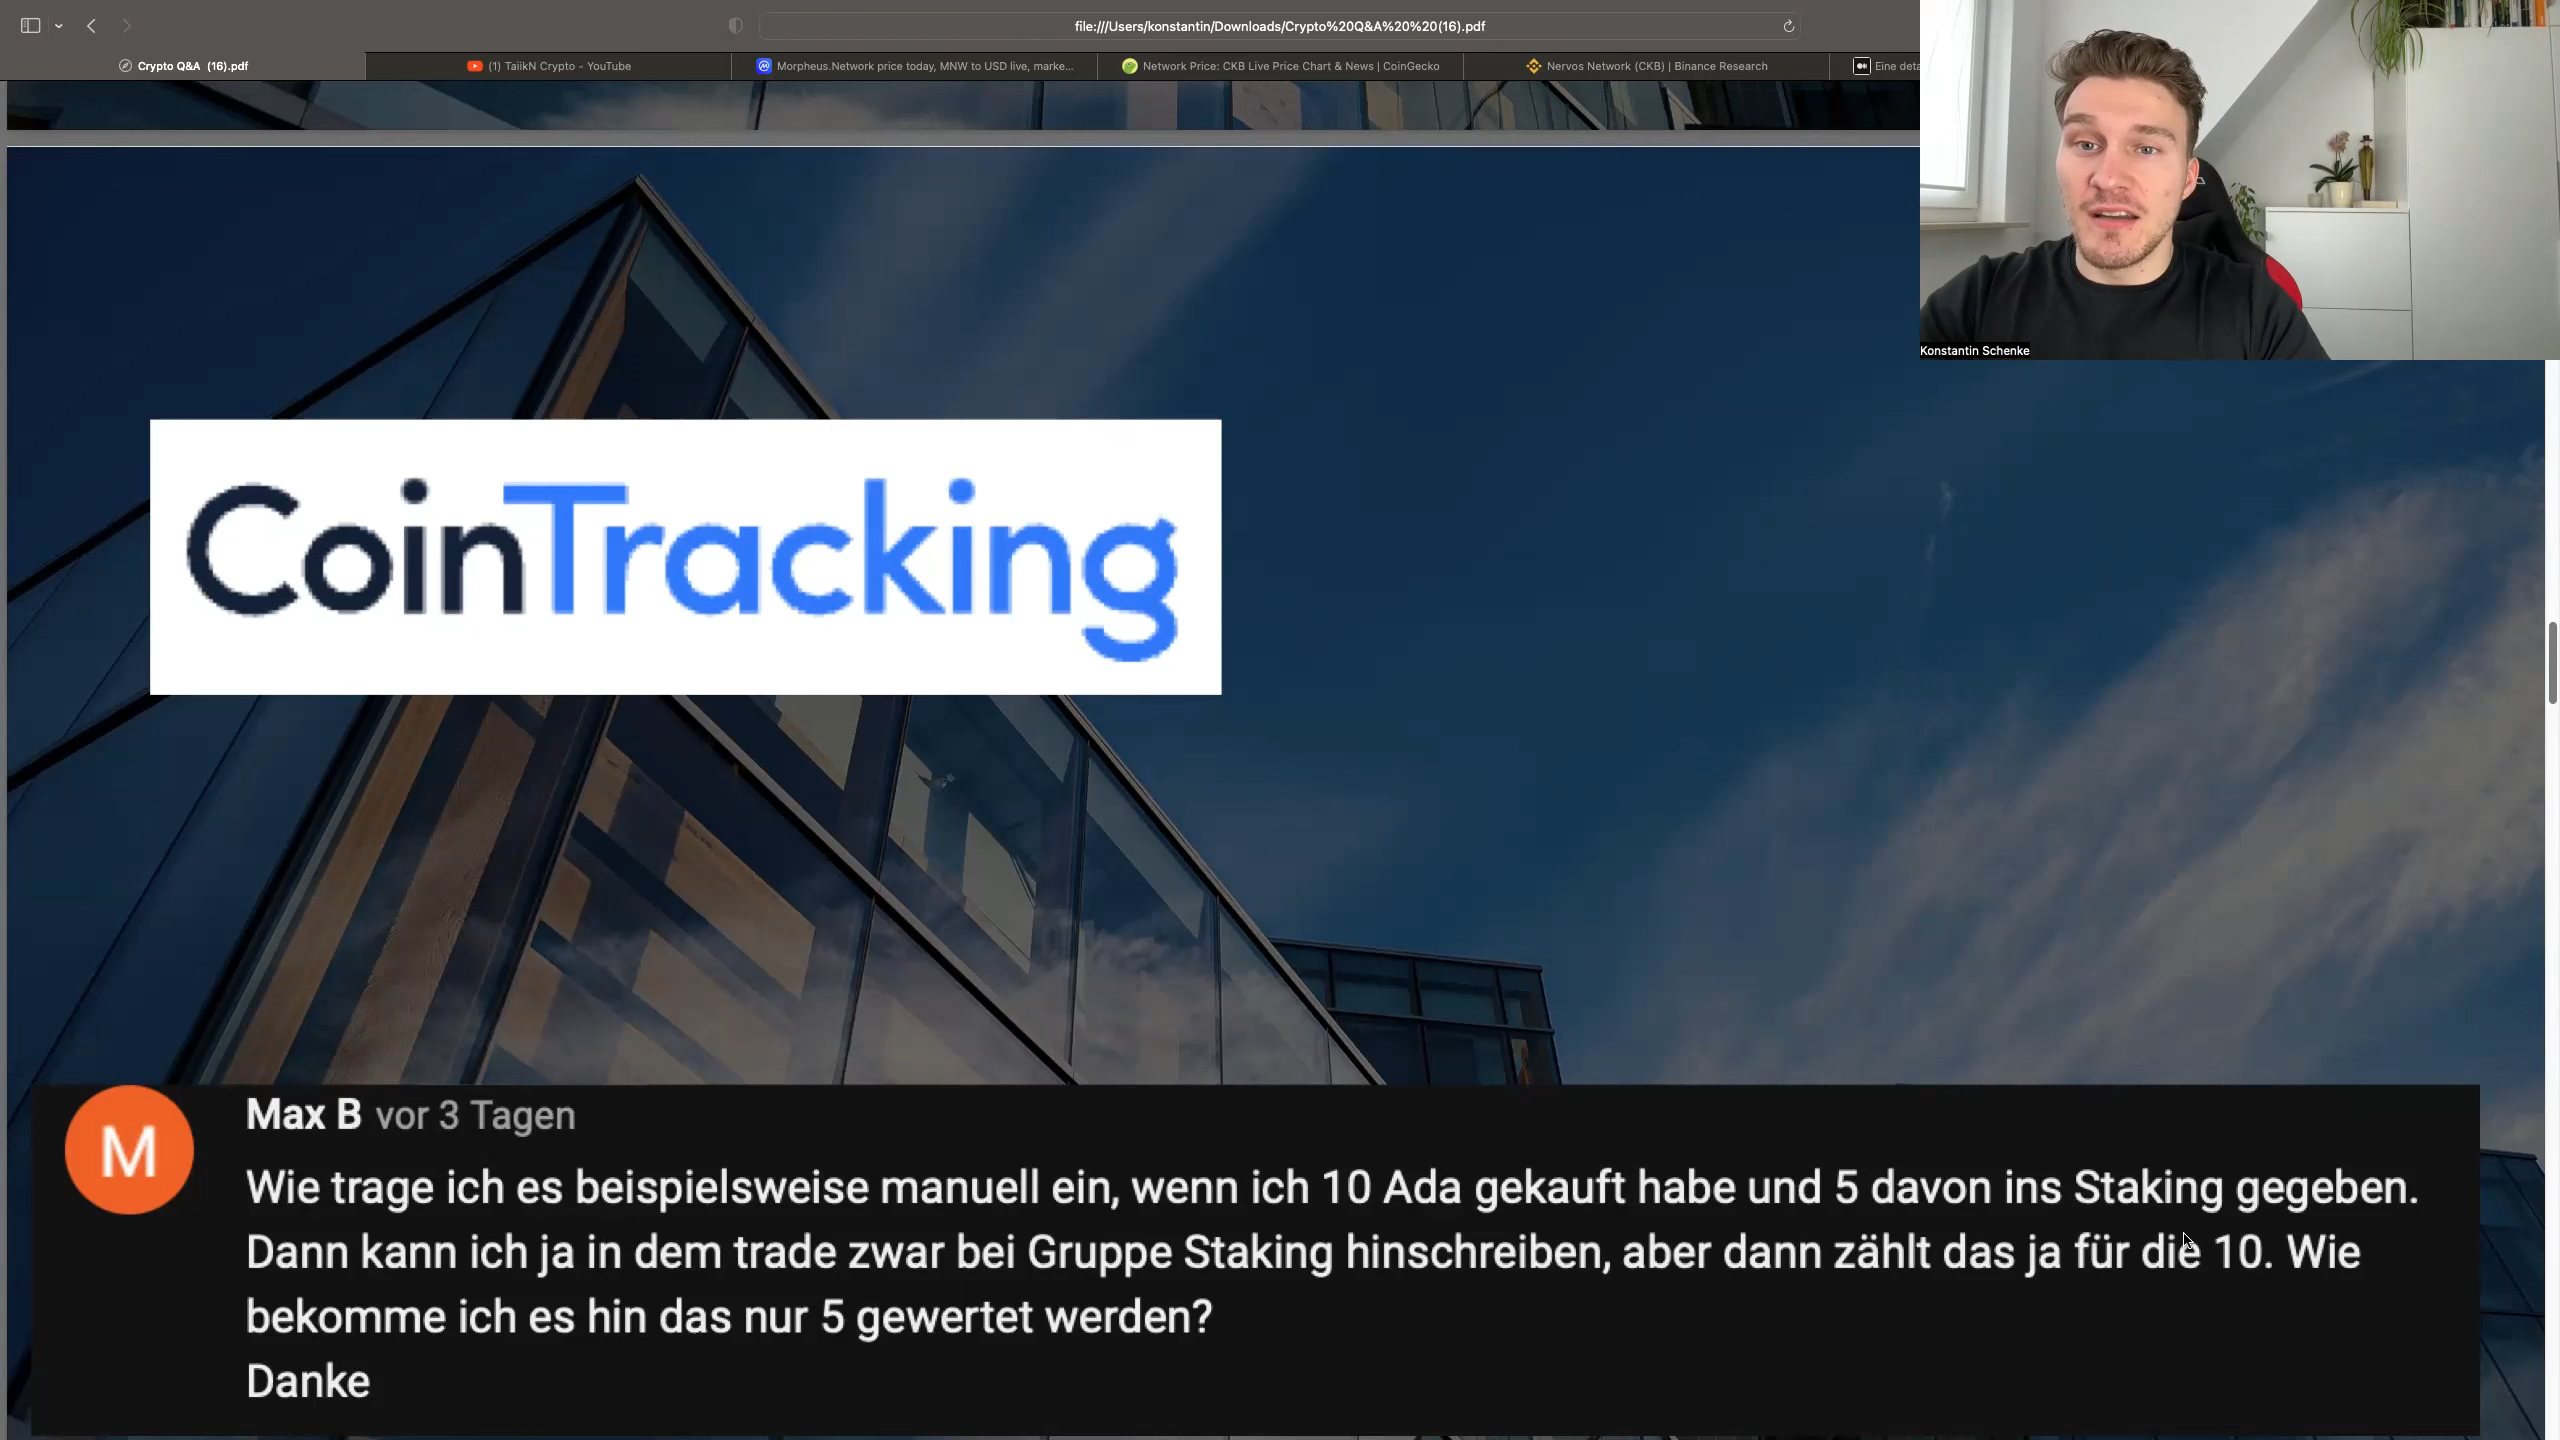 file:///Users/konstantin/Downloads/Crypto%20Q&A%20%20(16).pdf
Crypto Q&A (16).pdf
(1) TaiikN Crypto - YouTube
Morpheus.Network price today, MNW to USD live, marke...
Network Price: CKB Live Price Chart & News | CoinGecko
Nervos Network (CKB) | Binance Research
Eine deta
Konstantin Schenke
CoinTracking
M
Max B vor 3 Tagen
Wie trage ich es beispielsweise manuell ein, wenn ich 10 Ada gekauft habe und 5 davon ins Staking gegeben.
Dann kann ich ja in dem trade zwar bei Gruppe Staking hinschreiben, aber dann zählt das ja für die 10. Wie
bekomme ich es hin das nur 5 gewertet werden?
Danke